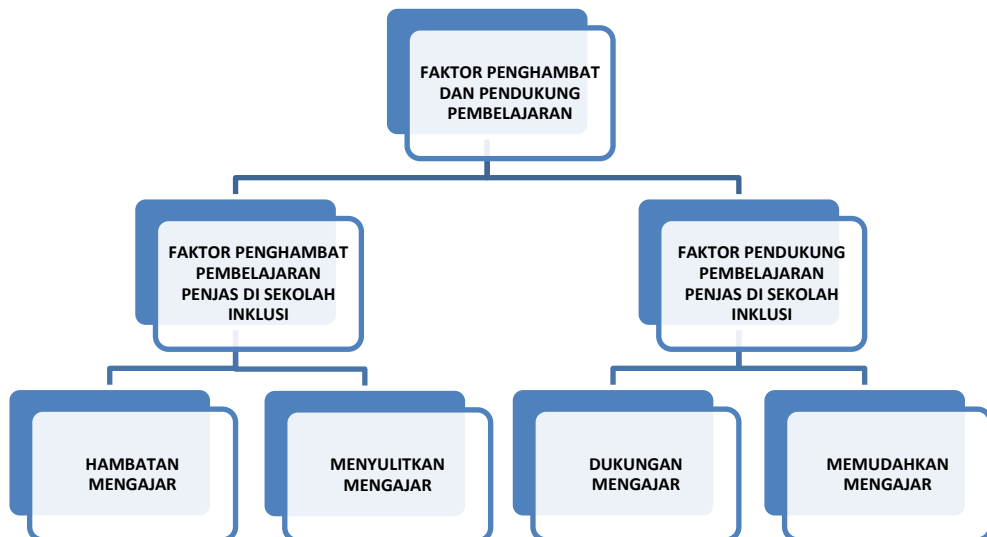 FAKTOR PENGHAMBAT
DAN PENDUKUNG
PEMBELAJARAN
FAKTOR PENGHAMBAT
PEMBELAJARAN
PENJAS DI SEKOLAH
INKLUSI
FAKTOR PENDUKUNG
PEMBELAJARAN
PENJAS DI SEKOLAH
INKLUSI
HAMBATAN
MENGAJAR
MENYULITKAN
MENGAJAR
DUKUNGAN
MENGAJAR
MEMUDAHKAN
MENGAJAR